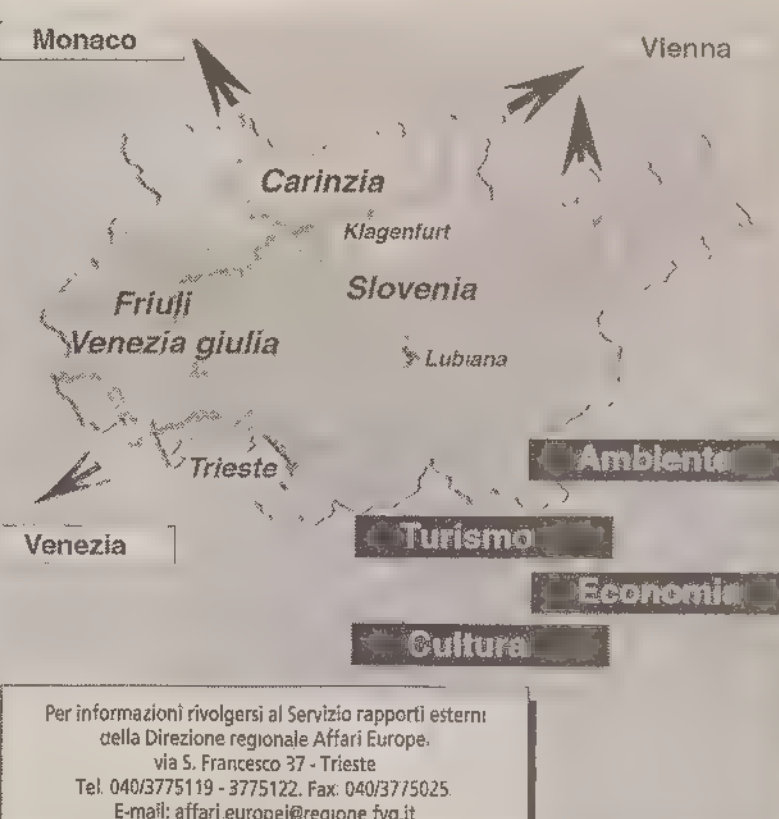 Monaco
Vienna
Carinzia
Klagenfurt
Slovenia
Friuli
Venezia giulia
Lubiana
Trieste
Ambiente
Venezia
Turismo
Economia
Cultura
Per informazioni rivolgersi al Servizio rapporti esterni
della Direzione regionale Affari Europei.
via S. Francesco 37 - Trieste
Tel. 040/3775119 - 3775122. Fax: 040/3775025.
E-mail: affari.europei@regione.fvg.it